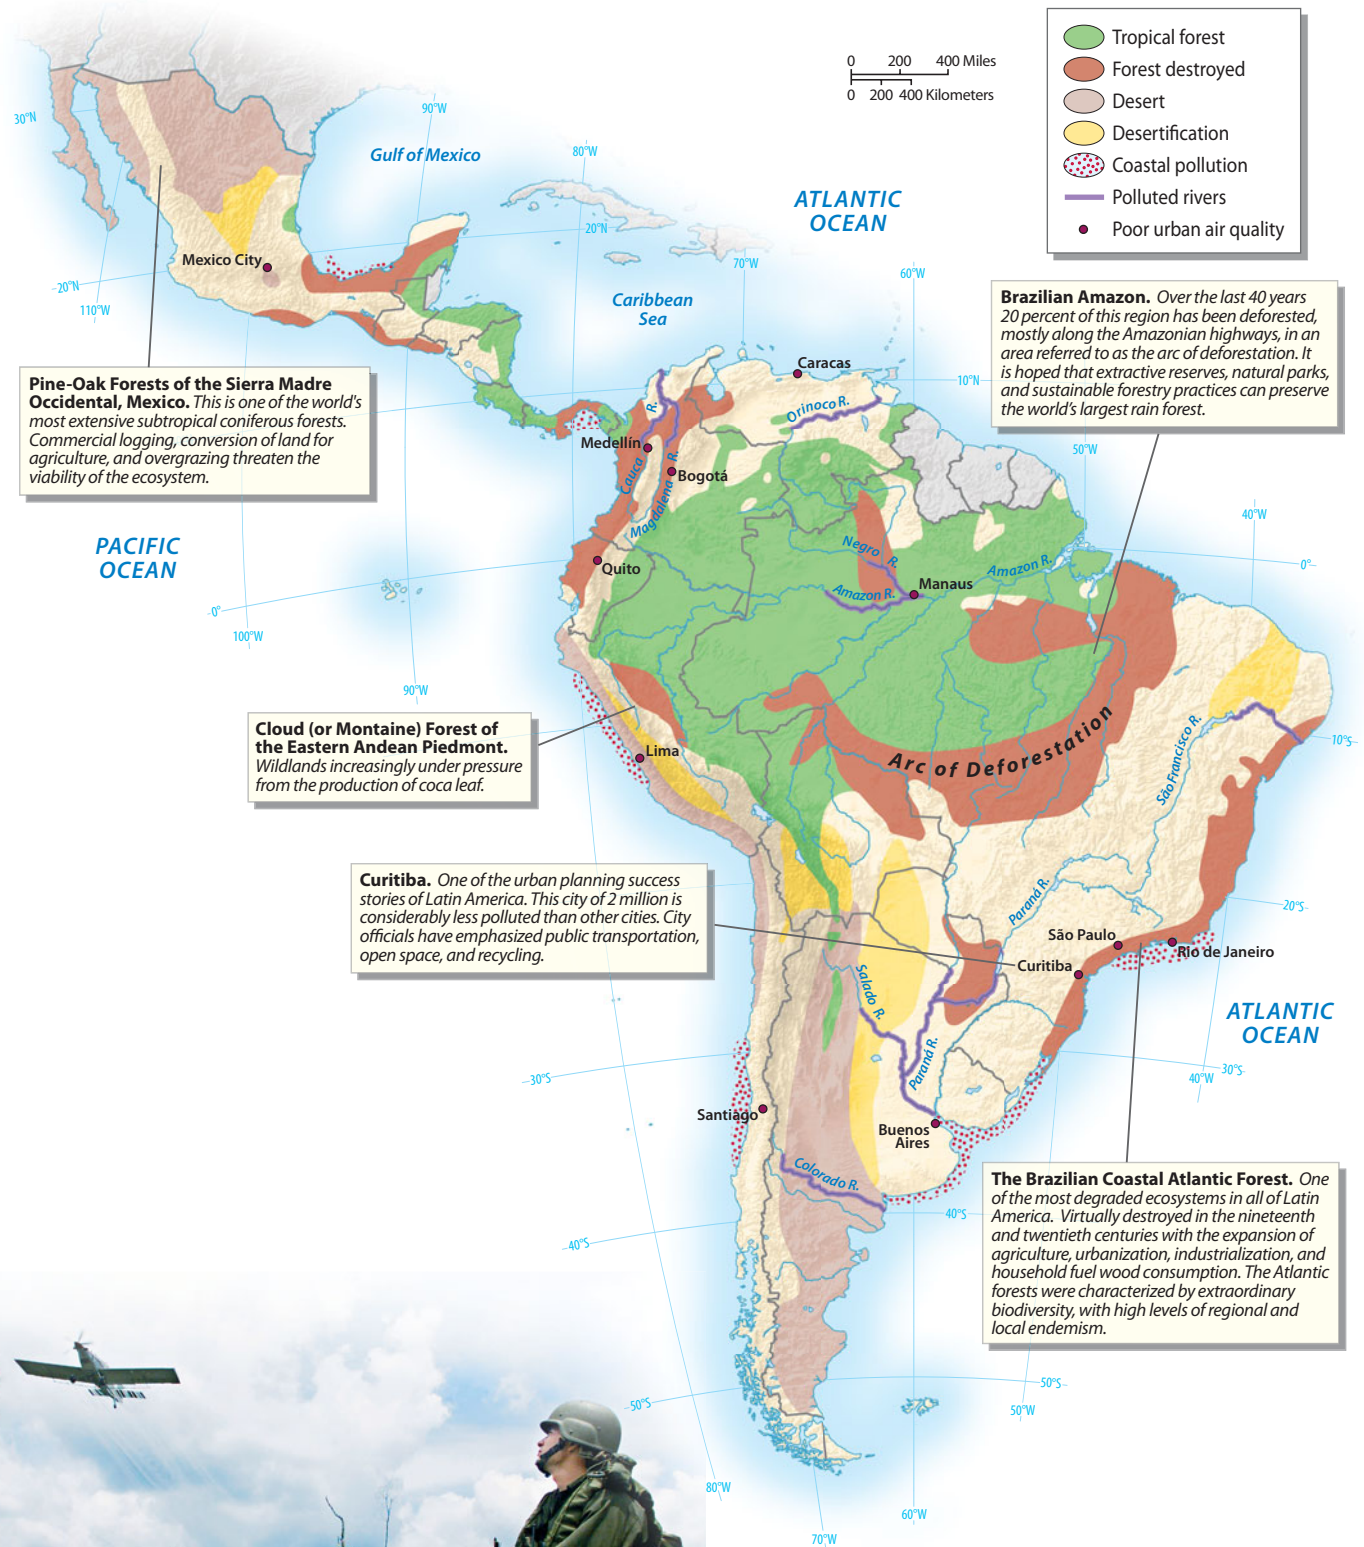 Tropical forest
Forest destroyed
Desert
Desertification
Coastal pollution
Polluted rivers
Poor urban air quality
0 200 400 Miles
0 200 400 Kilometers
30°N
90°W
80°W
Gulf of Mexico
ATLANTIC
OCEAN
20°N
70°W
60°W
Mexico City
20°N
110°W
Caribbean
Sea
Brazilian Amazon. Over the last 40 years
20 percent of this region has been deforested,
mostly along the Amazonian highways, in an
area referred to as the arc of deforestation. It
is hoped that extractive reserves, natural parks,
and sustainable forestry practices can preserve
the world's largest rain forest.
Pine-Oak Forests of the Sierra Madre
Occidental, Mexico. This is one of the world's
most extensive subtropical coniferous forests.
Commercial logging, conversion of land for
agriculture, and overgrazing threaten the
viability of the ecosystem.
Caracas
10°N
Orinoco R.
Medellín
Cauca R.
Bogotá
Magdalena R.
50°W
40°W
PACIFIC
OCEAN
Quito
Negro R.
Amazon R.
Manaus
Amazon R.
0°
0°
100°W
90°W
Cloud (or Montaine) Forest of
the Eastern Andean Piedmont.
Wildlands increasingly under pressure
from the production of coca leaf.
Lima
Arc of Deforestation
São Francisco R.
10°S
Curitiba. One of the urban planning success
stories of Latin America. This city of 2 million is
considerably less polluted than other cities. City
officials have emphasized public transportation,
open space, and recycling.
Paraná R.
20°S
São Paulo
Rio de Janeiro
Curitiba
Salado R.
ATLANTIC
OCEAN
Paraná R.
30°S
40°W
30°S
Santiago
Buenos
Aires
Colorado R.
The Brazilian Coastal Atlantic Forest. One
of the most degraded ecosystems in all of Latin
America. Virtually destroyed in the nineteenth
and twentieth centuries with the expansion of
agriculture, urbanization, industrialization, and
household fuel wood consumption. The Atlantic
forests were characterized by extraordinary
biodiversity, with high levels of regional and
local endemism.
40°S
40°S
50°S
50°W
50°S
80°W
60°W
70°W